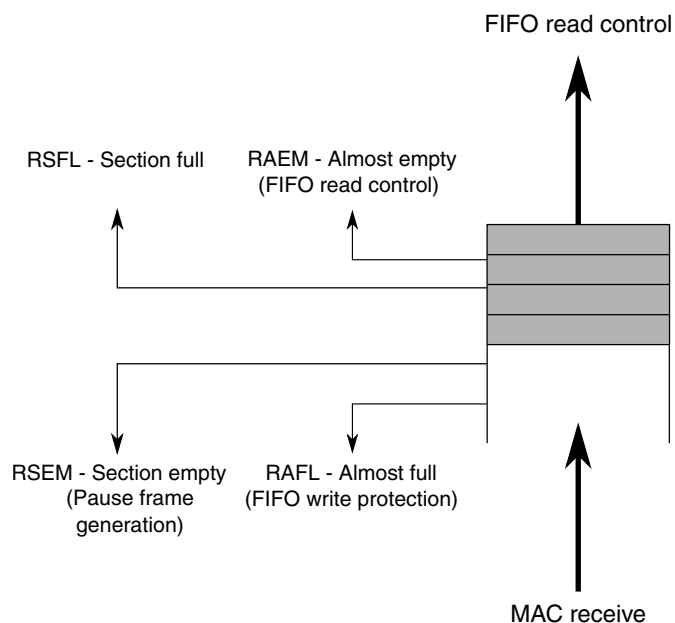 FIFO read control
RSFL - Section full
RAEM - Almost empty
(FIFO read control)
RSEM - Section empty
(Pause frame
generation)
RAFL - Almost full
(FIFO write protection)
MAC receive